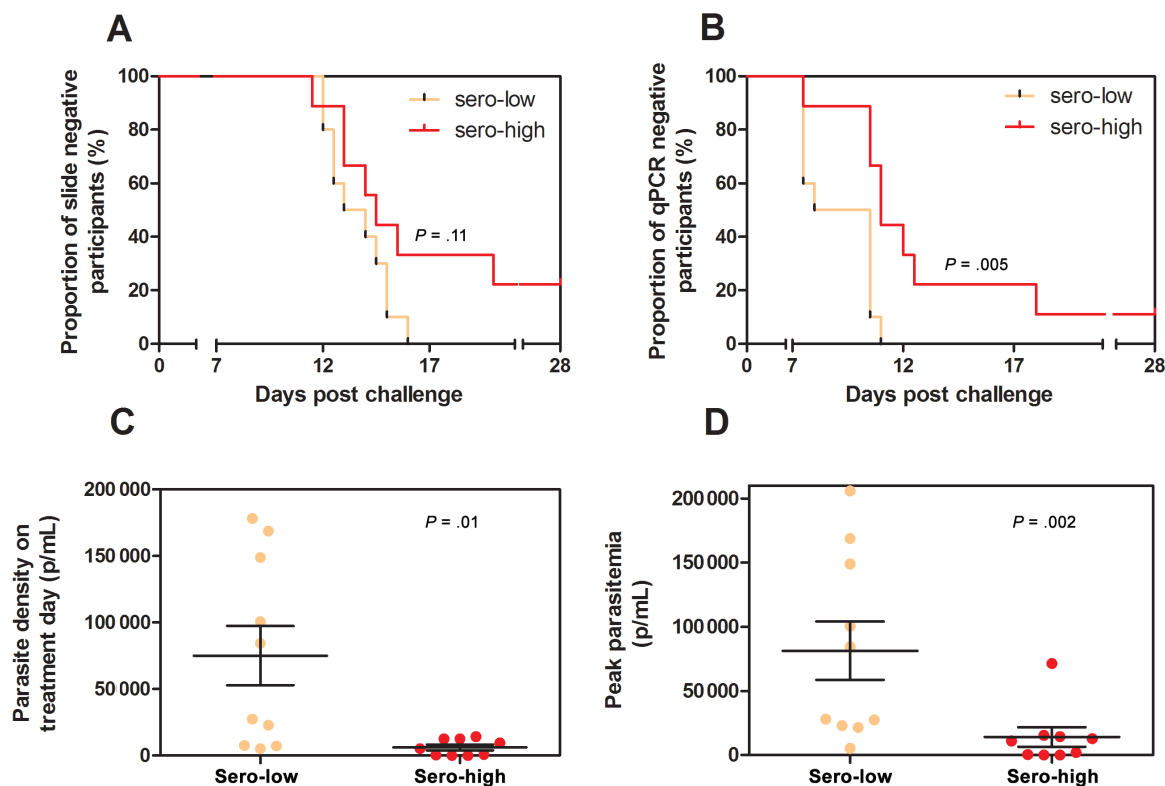 A
Proportion of slide negative
participants (%)
100
80
60
40
20
0
sero-low
sero-high
P = .11
0 7 12 17 28
Days post challenge
B
Proportion of qPCR negative
participants (%)
100
80
60
40
20
0
sero-low
sero-high
P = .005
0 7 12 17 28
Days post challenge
C
Parasite density on
treatment day (p/mL)
200 000
150 000
100 000
50 000
0
P = .01
Sero-low Sero-high
D
Peak parasitemia
(p/mL)
200 000
150 000
100 000
50 000
0
P = .002
Sero-low Sero-high